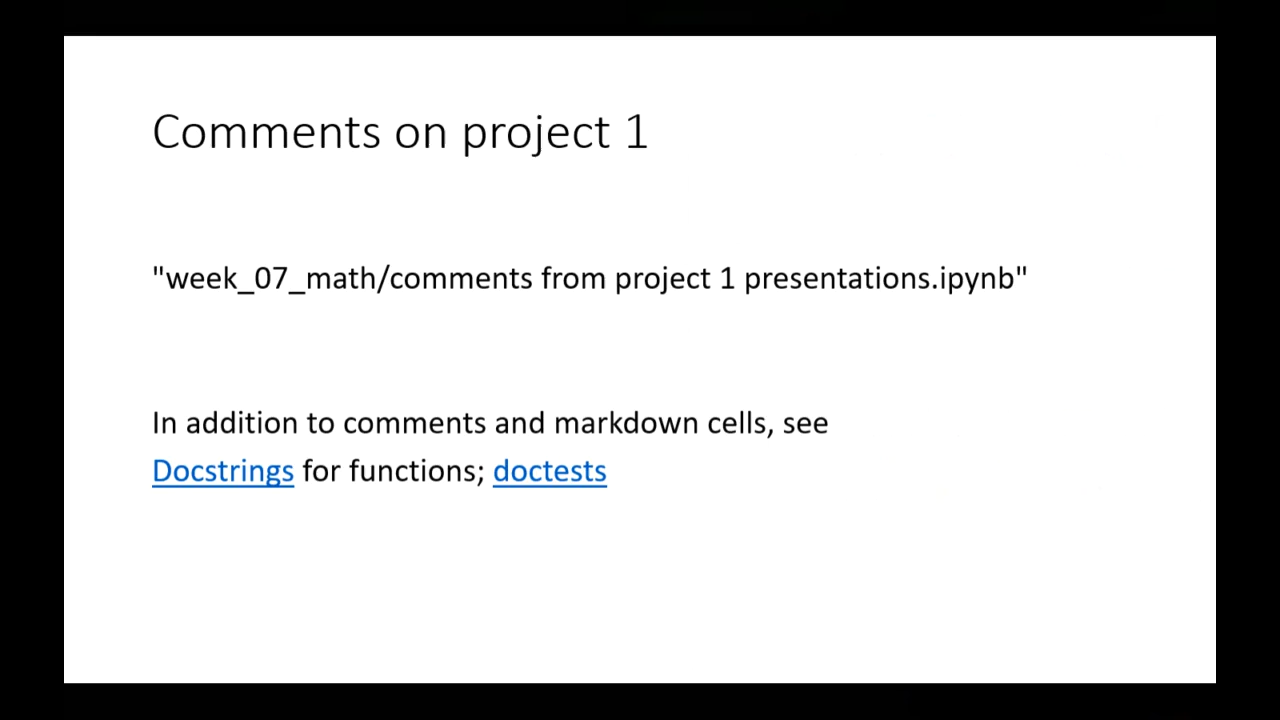 Comments on project 1
"week_07_math/comments from project 1 presentations.ipynb"
In addition to comments and markdown cells, see
Docstrings for functions; doctests